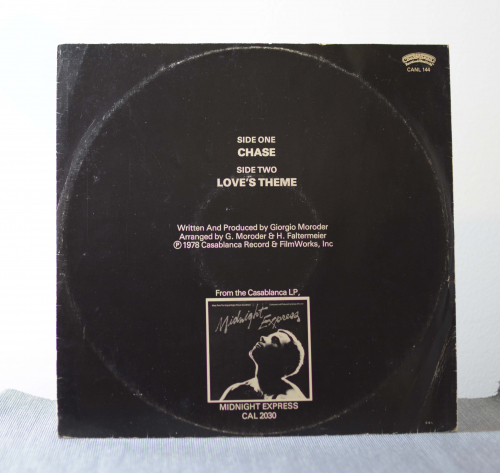 Casablanca
CANL 144
SIDE ONE
CHASE
SIDE TWO
LOVE'S THEME
Written And Produced by Giorgio Moroder
Arranged by G. Moroder & H. Faltermeier
Ⓟ 1978 Casablanca Record & FilmWorks, Inc
From the Casablanca LP,
Midnight
Express
MIDNIGHT EXPRESS
CAL 2030